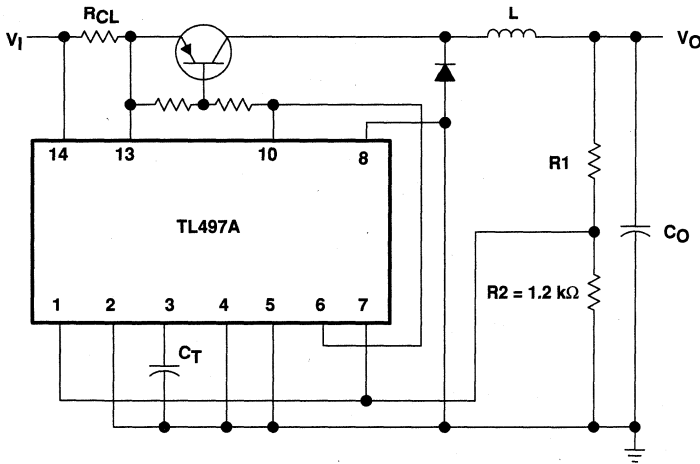 RCL
L
VI
VO
14 13 10 8
R1
TL497A
CO
R2 = 1.2 kΩ
1 2 3 4 5 6 7
CT